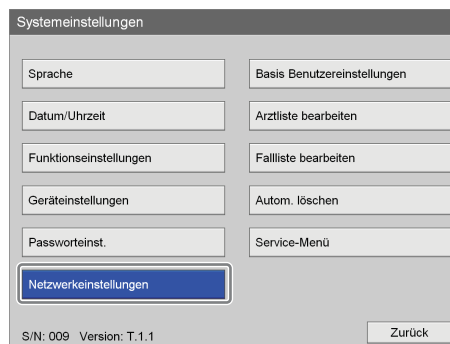 Systemeinstellungen
Sprache
Datum/Uhrzeit
Funktionseinstellungen
Geräteinstellungen
Passworteinst.
Netzwerkeinstellungen
Basis Benutzereinstellungen
Arztliste bearbeiten
Fallliste bearbeiten
Autom. löschen
Service-Menü
S/N: 009 Version: T.1.1
Zurück